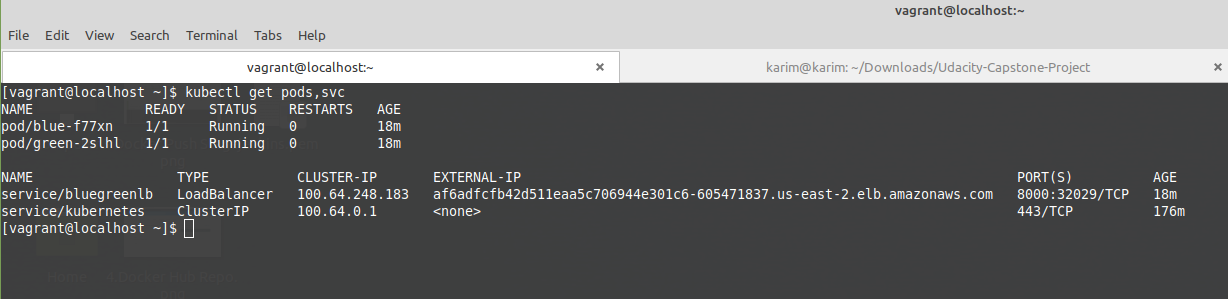 vagrant@localhost:~
File Edit View Search Terminal Tabs Help
vagrant@localhost:~ × karim@karim: ~/Downloads/Udacity-Capstone-Project ×
[vagrant@localhost ~]$ kubectl get pods,svc
NAME READY STATUS RESTARTS AGE
pod/blue-f77xn 1/1 Running 0 18m
pod/green-2slhl 1/1 Running 0 18m
NAME TYPE CLUSTER-IP EXTERNAL-IP PORT(S) AGE
service/bluegreenlb LoadBalancer 100.64.248.183 af6adfcfb42d511eaa5c706944e301c6-605471837.us-east-2.elb.amazonaws.com 8000:32029/TCP 18m
service/kubernetes ClusterIP 100.64.0.1 <none> 443/TCP 176m
[vagrant@localhost ~]$